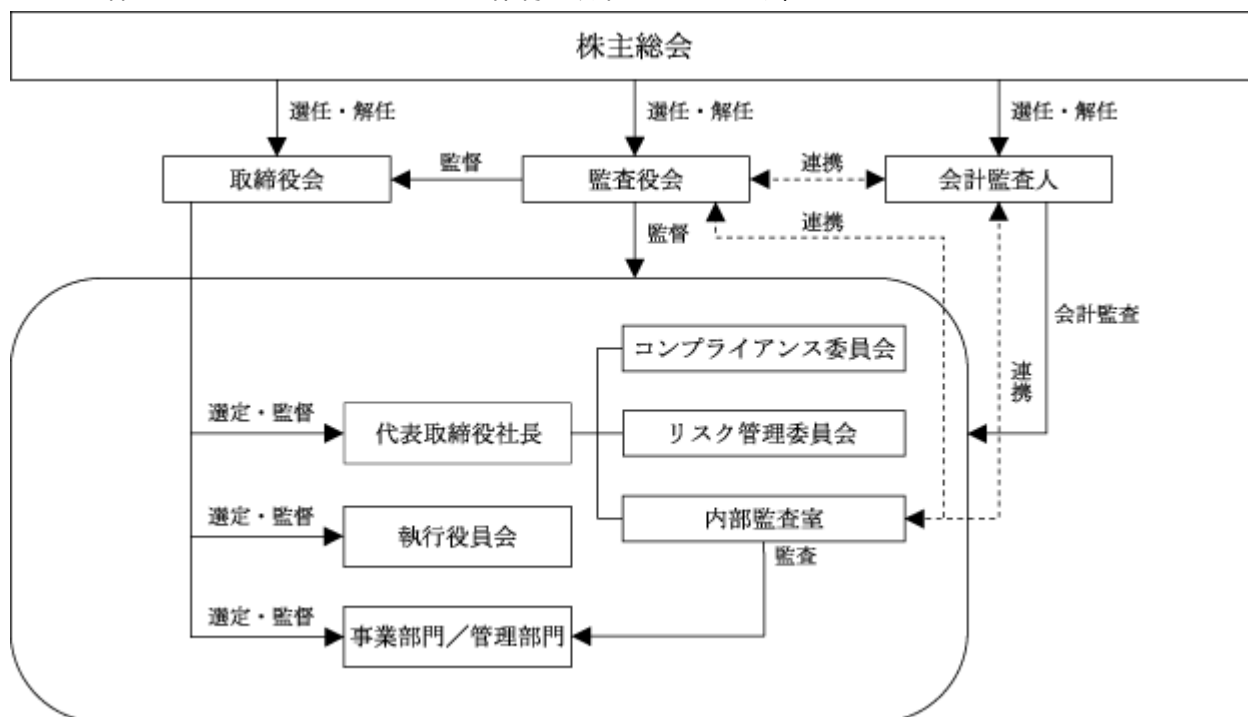 株主総会
選任・解任
選任・解任
選任・解任
取締役会
監督
監査役会
連携
会計監査人
監督
連携
会計監査
連携
コンプライアンス委員会
選定・監督
代表取締役社長
リスク管理委員会
選定・監督
執行役員会
内部監査室
監査
選定・監督
事業部門／管理部門